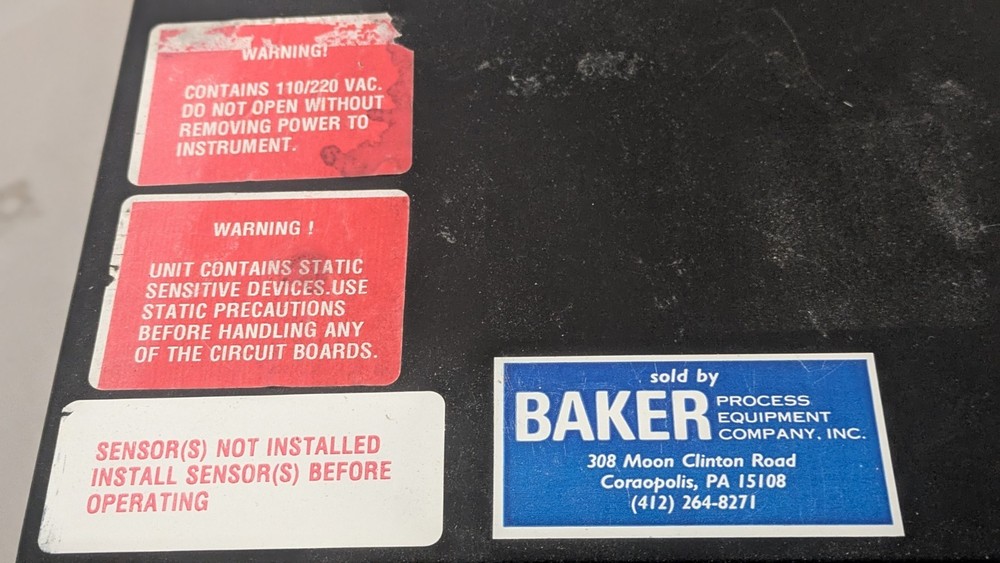 WARNING!
CONTAINS 110/220 VAC.
DO NOT OPEN WITHOUT
REMOVING POWER TO
INSTRUMENT.
WARNING !
UNIT CONTAINS STATIC
SENSITIVE DEVICES.USE
STATIC PRECAUTIONS
BEFORE HANDLING ANY
OF THE CIRCUIT BOARDS.
SENSOR(S) NOT INSTALLED
INSTALL SENSOR(S) BEFORE
OPERATING
sold by
BAKER PROCESS
EQUIPMENT
COMPANY, INC.
308 Moon Clinton Road
Coraopolis, PA 15108
(412) 264-8271